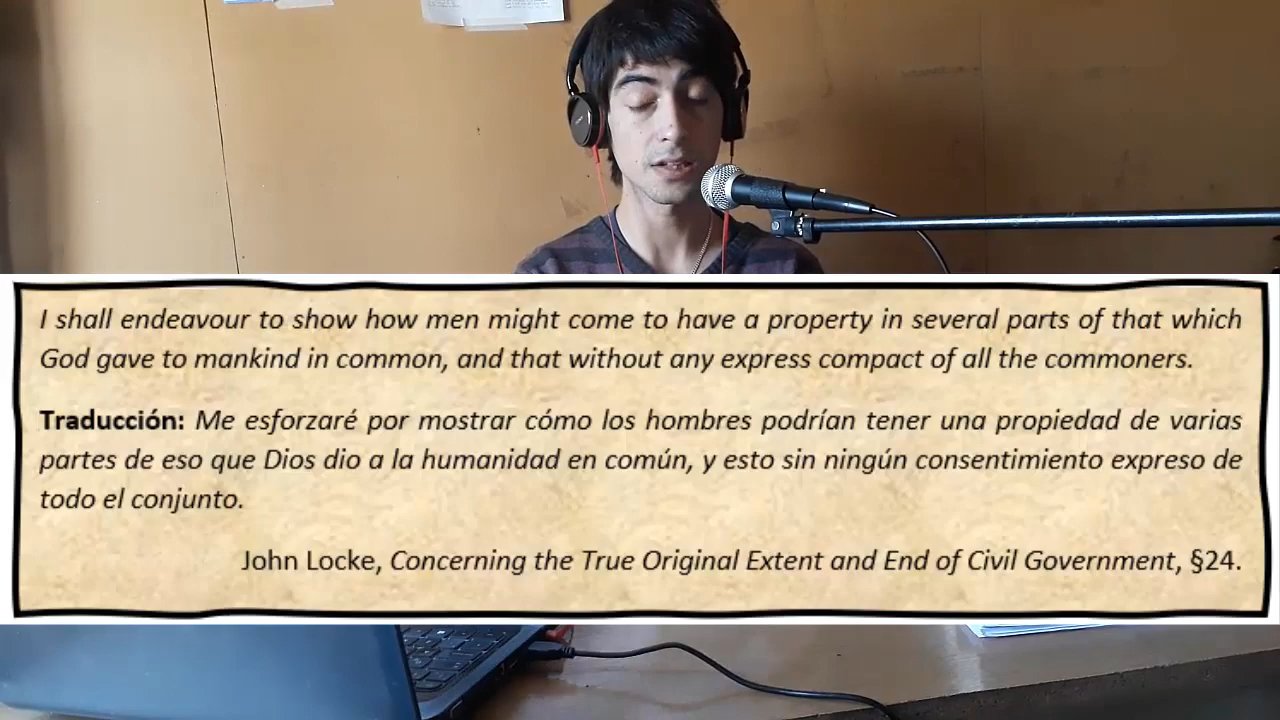 I shall endeavour to show how men might come to have a property in several parts of that which
God gave to mankind in common, and that without any express compact of all the commoners.
Traducción: Me esforzaré por mostrar cómo los hombres podrían tener una propiedad de varias
partes de eso que Dios dio a la humanidad en común, y esto sin ningún consentimiento expreso de
todo el conjunto.
John Locke, Concerning the True Original Extent and End of Civil Government, §24.